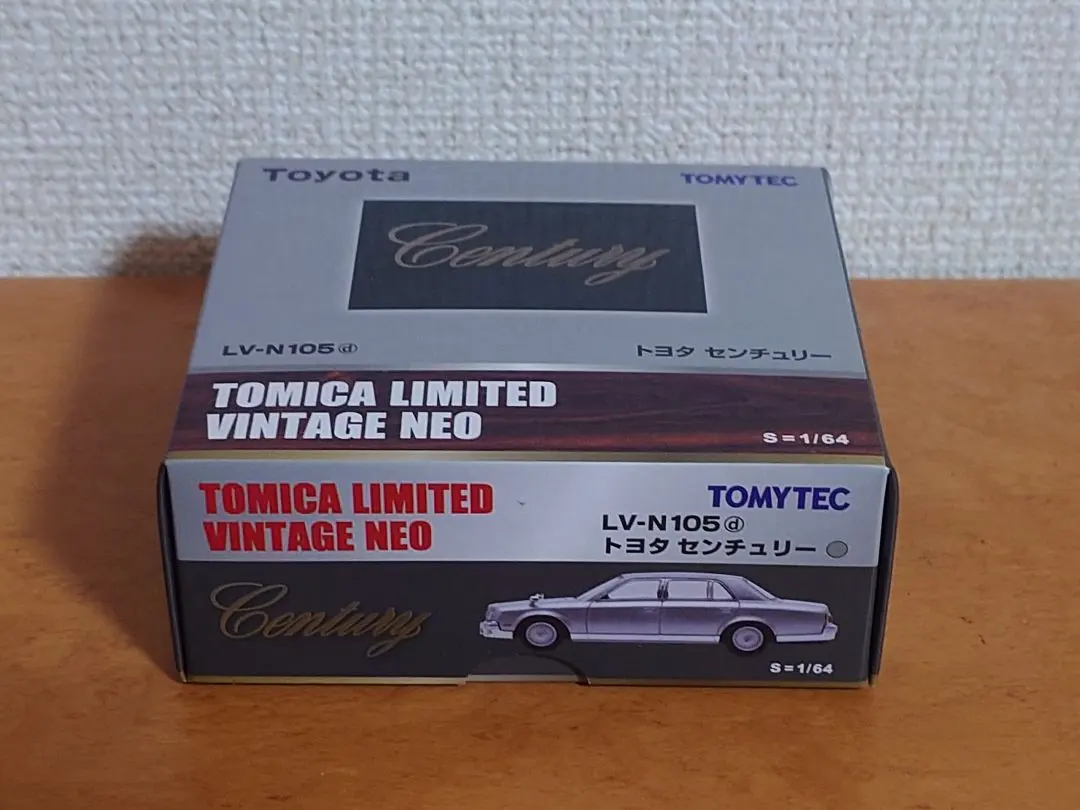 Toyota
TOMYTEC
Century
LV-N105ⓓ
トヨタ センチュリー
TOMICA LIMITED
VINTAGE NEO
S=1/64
TOMICA LIMITED
VINTAGE NEO
TOMYTEC
LV-N105ⓓ
トヨタ センチュリー
Century
S=1/64